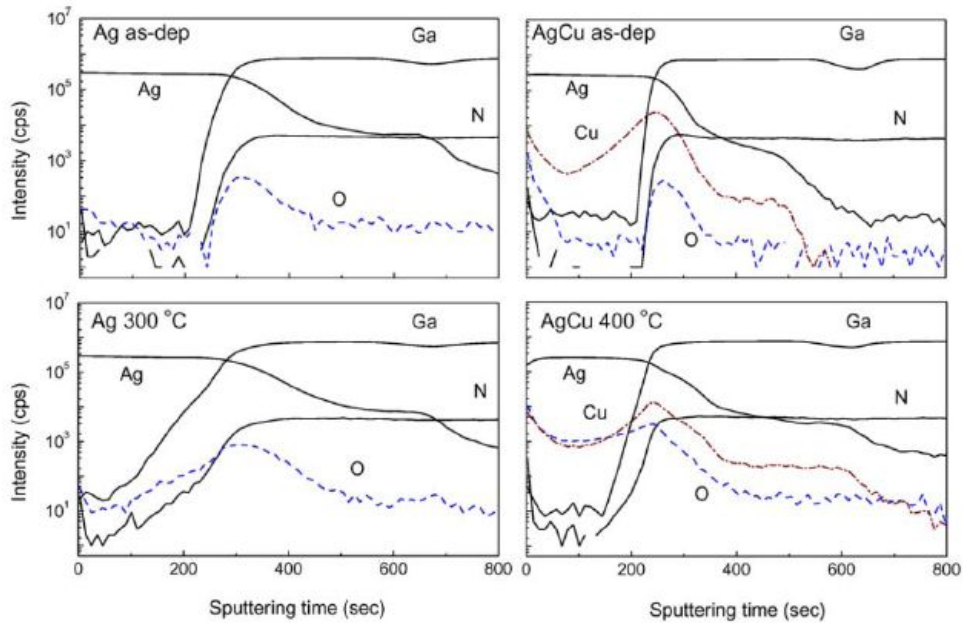 Ag as-dep
Ga
Ag
N
O
10^7
10^5
10^3
10^1
Intensity (cps)
AgCu as-dep
Ga
Ag
N
Cu
O
Ag 300 °C
Ga
Ag
N
O
10^7
10^5
10^3
10^1
Intensity (cps)
0 200 400 600 800
Sputtering time (sec)
AgCu 400 °C
Ga
Ag
N
Cu
O
0 200 400 600 800
Sputtering time (sec)